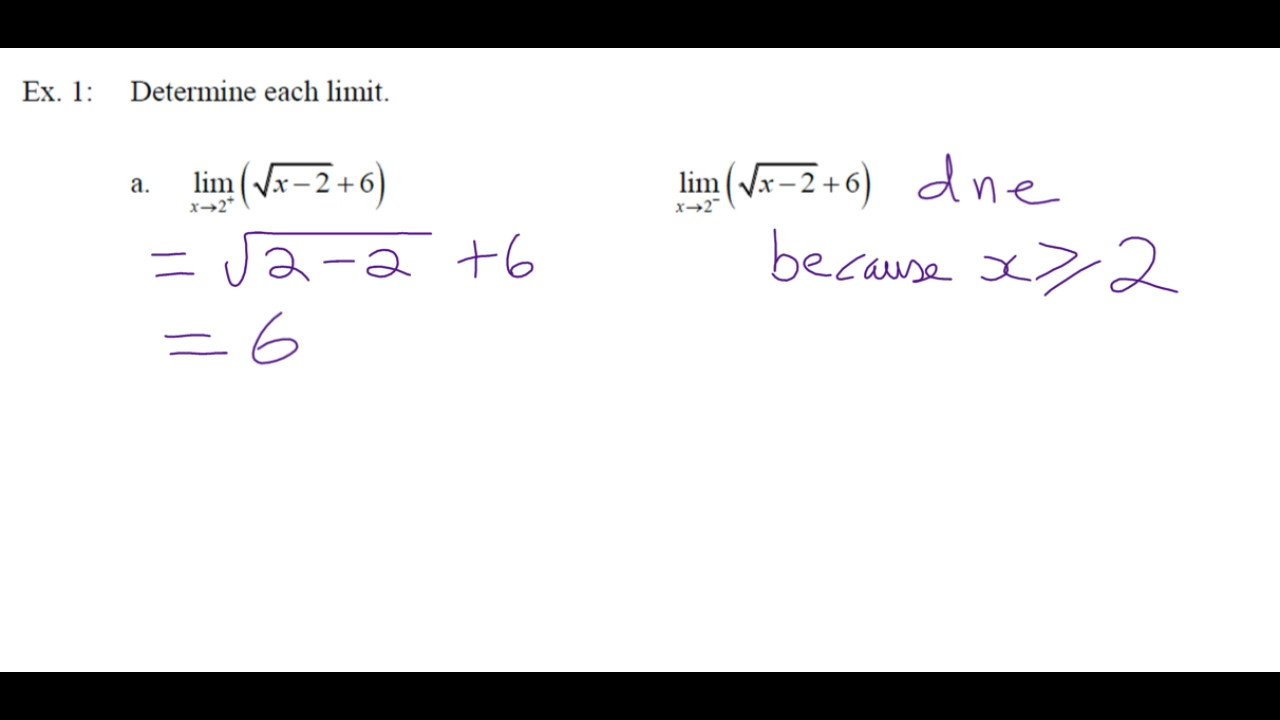 Ex. 1: Determine each limit.
a. lim x→2⁺ (√(x−2) + 6)
= √(2−2) +6
= 6
lim x→2⁻ (√(x−2) + 6) dne
because x ⩾ 2